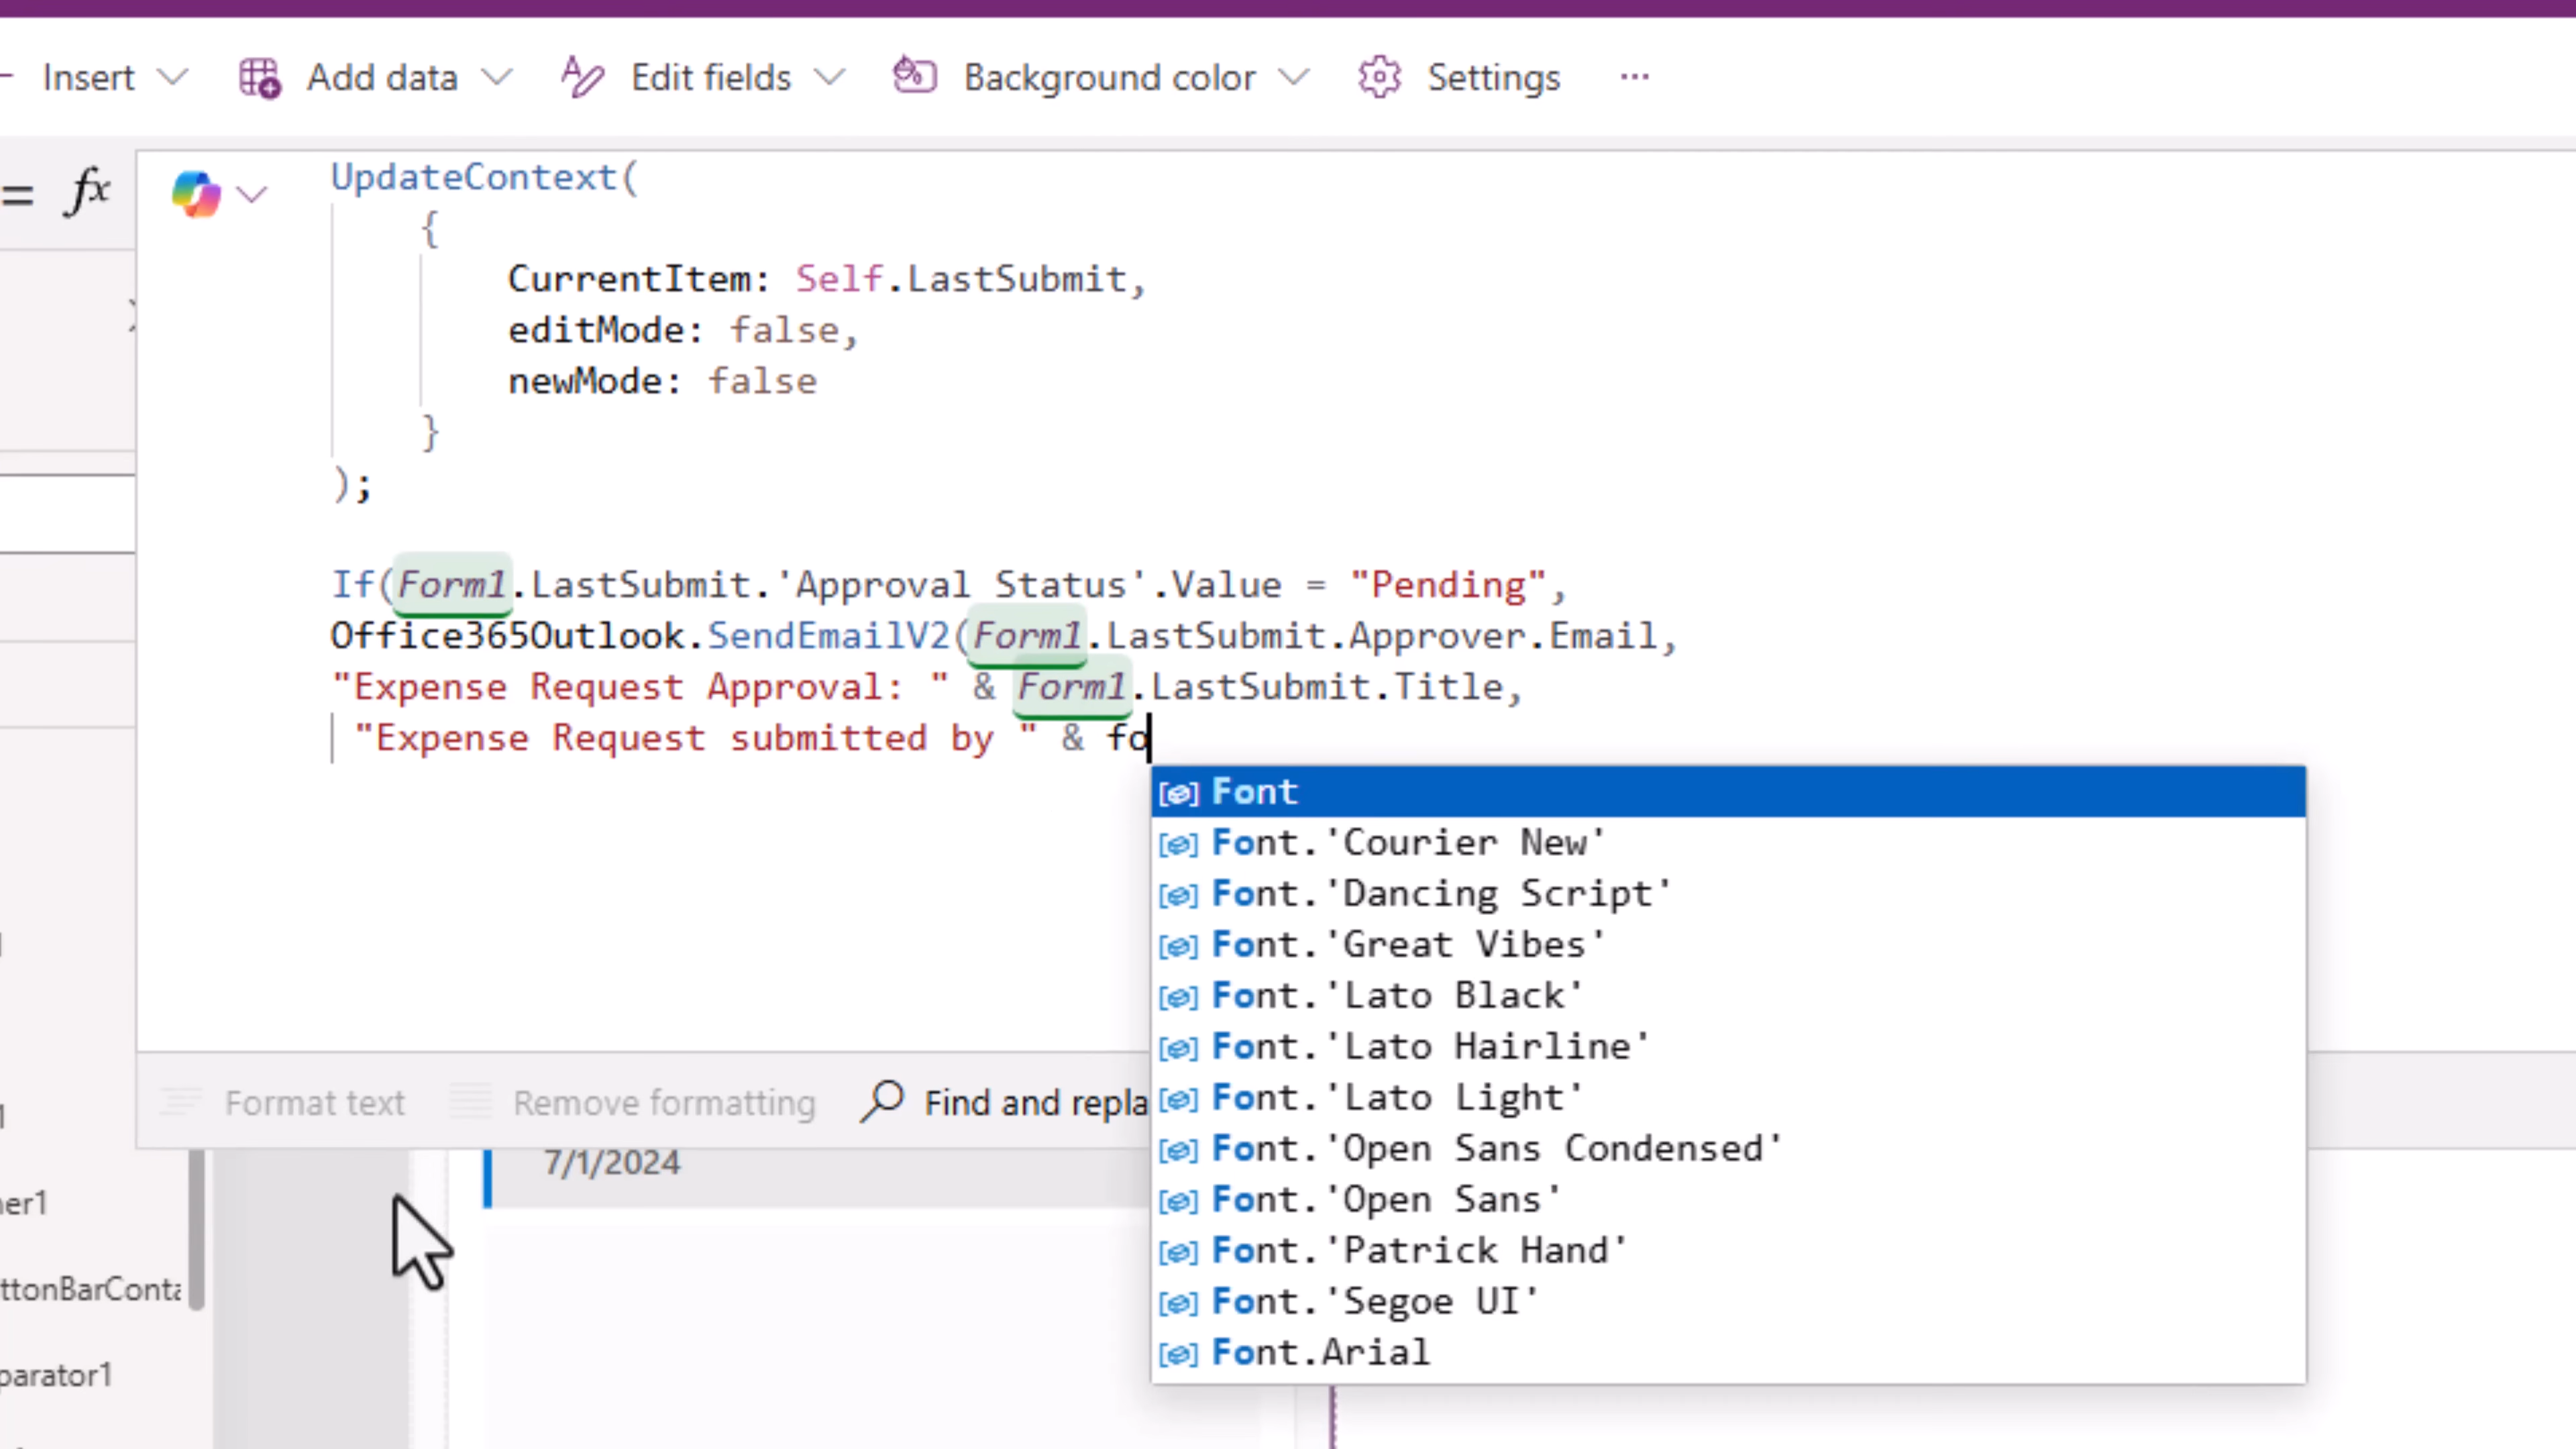 Insert Add data Edit fields Background color Settings ...
= fx
UpdateContext(
{
CurrentItem: Self.LastSubmit,
editMode: false,
newMode: false
}
);
If(Form1.LastSubmit.'Approval Status'.Value = "Pending",
Office365Outlook.SendEmailV2(Form1.LastSubmit.Approver.Email,
"Expense Request Approval: " & Form1.LastSubmit.Title,
"Expense Request submitted by " & fo
Font
Font.'Courier New'
Font.'Dancing Script'
Font.'Great Vibes'
Font.'Lato Black'
Font.'Lato Hairline'
Font.'Lato Light'
Font.'Open Sans Condensed'
Font.'Open Sans'
Font.'Patrick Hand'
Font.'Segoe UI'
Font.Arial
Format text Remove formatting Find and repla
7/1/2024
ner1
ttonBarConta
parator1